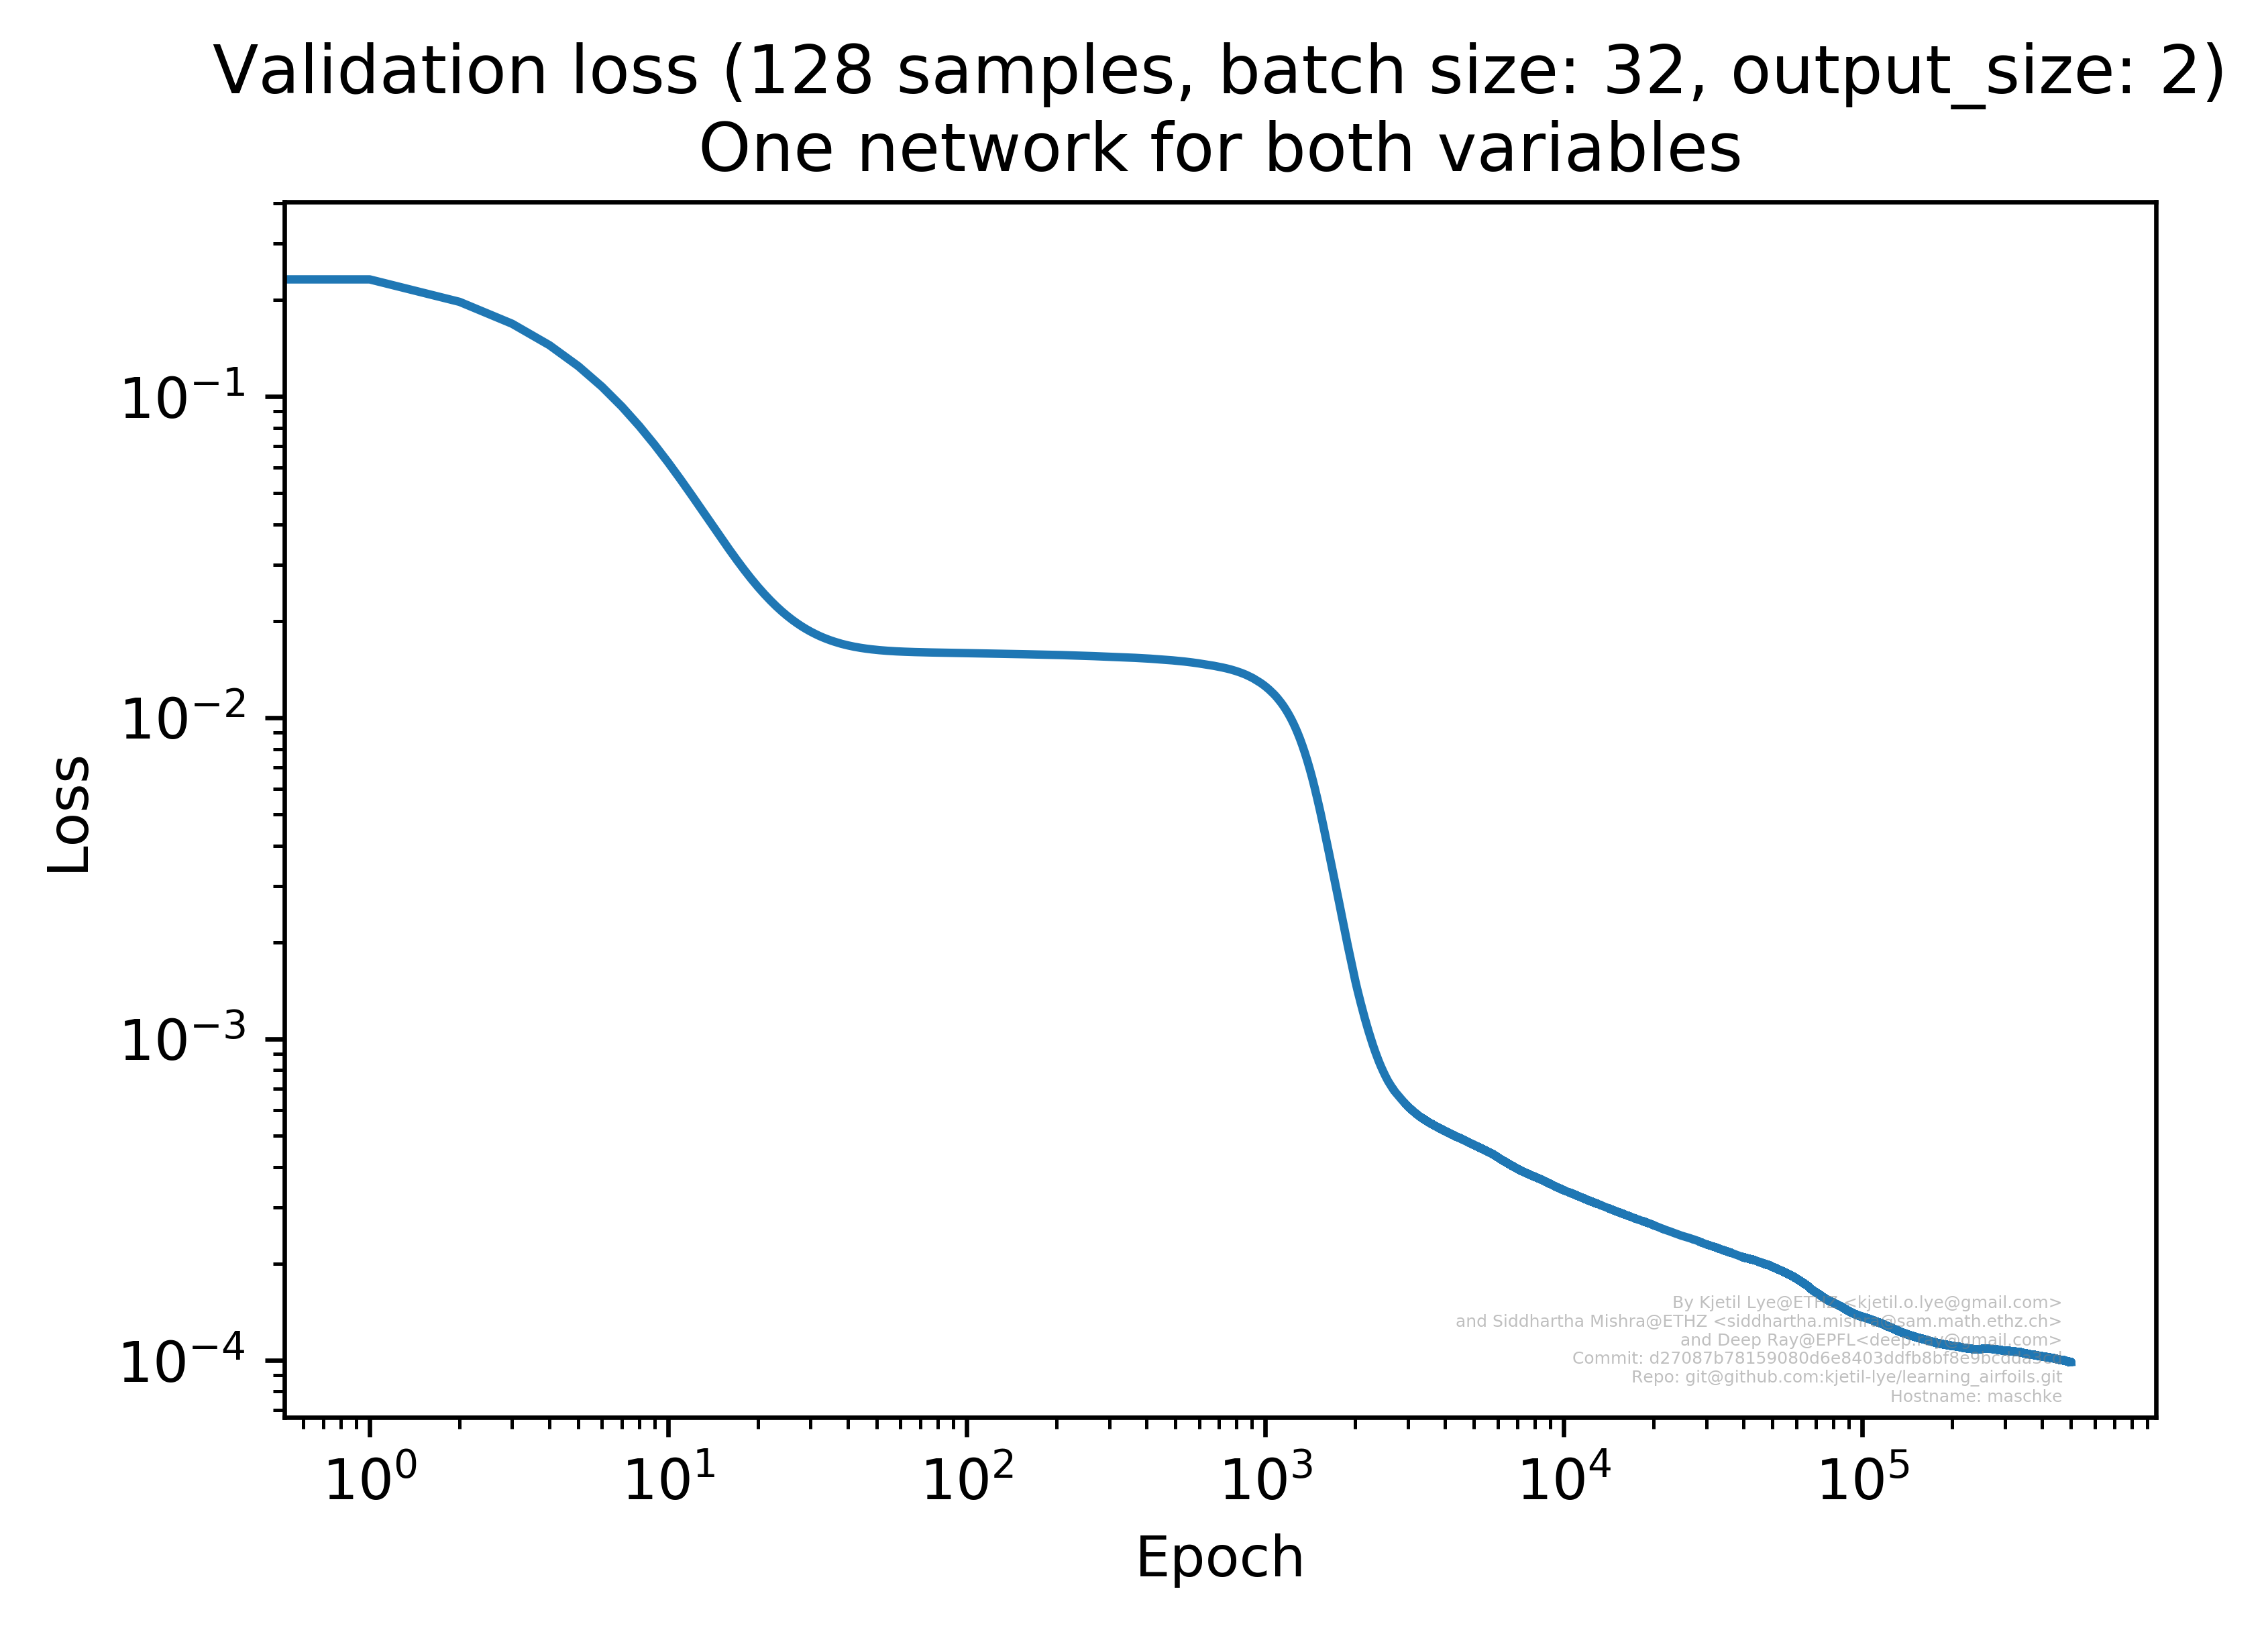 Validation loss (128 samples, batch size: 32, output_size: 2)
One network for both variables
Loss
10⁻¹
10⁻²
10⁻³
10⁻⁴
10⁰
10¹
10²
10³
10⁴
10⁵
Epoch
By Kjetil Lye@ETHZ <kjetil.o.lye@gmail.com>
and Siddhartha Mishra@ETHZ <siddhartha.mishra@sam.math.ethz.ch>
and Deep Ray@EPFL<deep.ray@gmail.com>
Commit:
Repo: git@github.com:kjetil-lye/learning_airfoils.git
Hostname: maschke